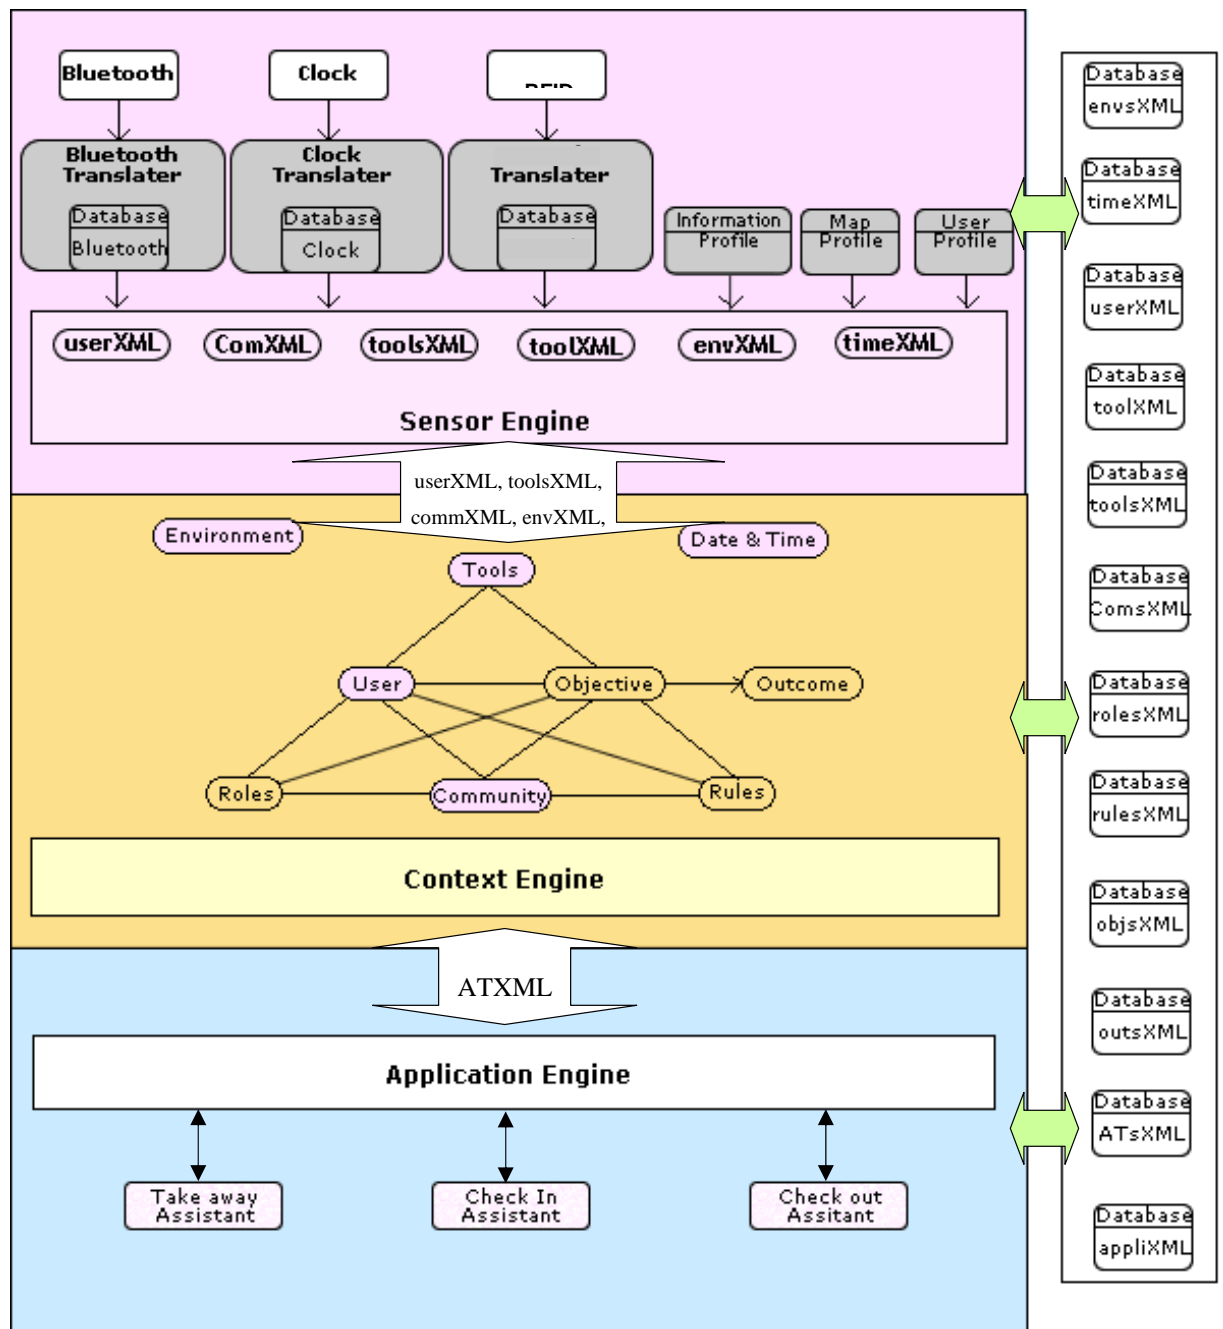 Bluetooth
Clock
Bluetooth
Translater
Database
Bluetooth
Clock
Translater
Database
Clock
Translater
Database
Information
Profile
Map
Profile
User
Profile
userXML
ComXML
toolsXML
toolXML
envXML
timeXML
Sensor Engine
userXML, toolsXML,
commXML, envXML,
Environment
Date & Time
Tools
User
Objective
Outcome
Roles
Community
Rules
Context Engine
ATXML
Application Engine
Take away
Assistant
Check In
Assistant
Check out
Assitant
Database
envsXML
Database
timeXML
Database
userXML
Database
toolXML
Database
toolsXML
Database
ComsXML
Database
rolesXML
Database
rulesXML
Database
objsXML
Database
outsXML
Database
ATsXML
Database
appliXML